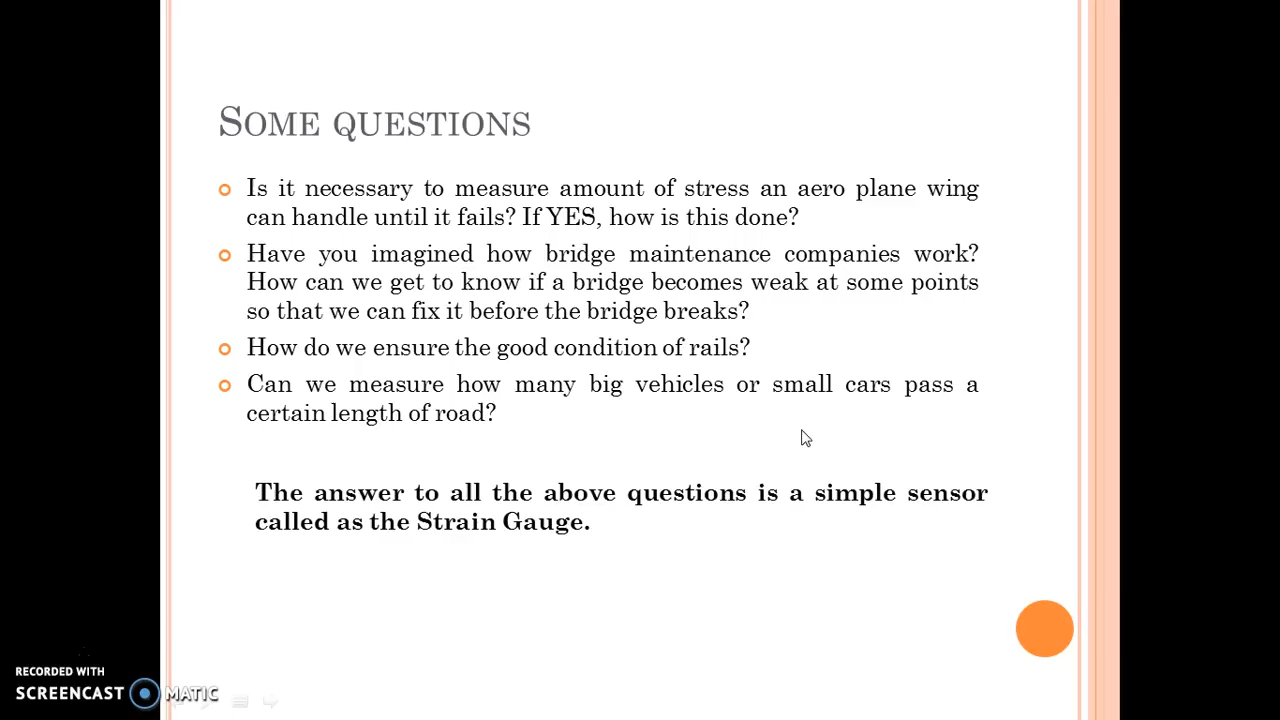 SOME QUESTIONS
Is it necessary to measure amount of stress an aero plane wing
can handle until it fails? If YES, how is this done?
Have you imagined how bridge maintenance companies work?
How can we get to know if a bridge becomes weak at some points
so that we can fix it before the bridge breaks?
How do we ensure the good condition of rails?
Can we measure how many big vehicles or small cars pass a
certain length of road?
The answer to all the above questions is a simple sensor
called as the Strain Gauge.
RECORDED WITH
SCREENCAST MATIC